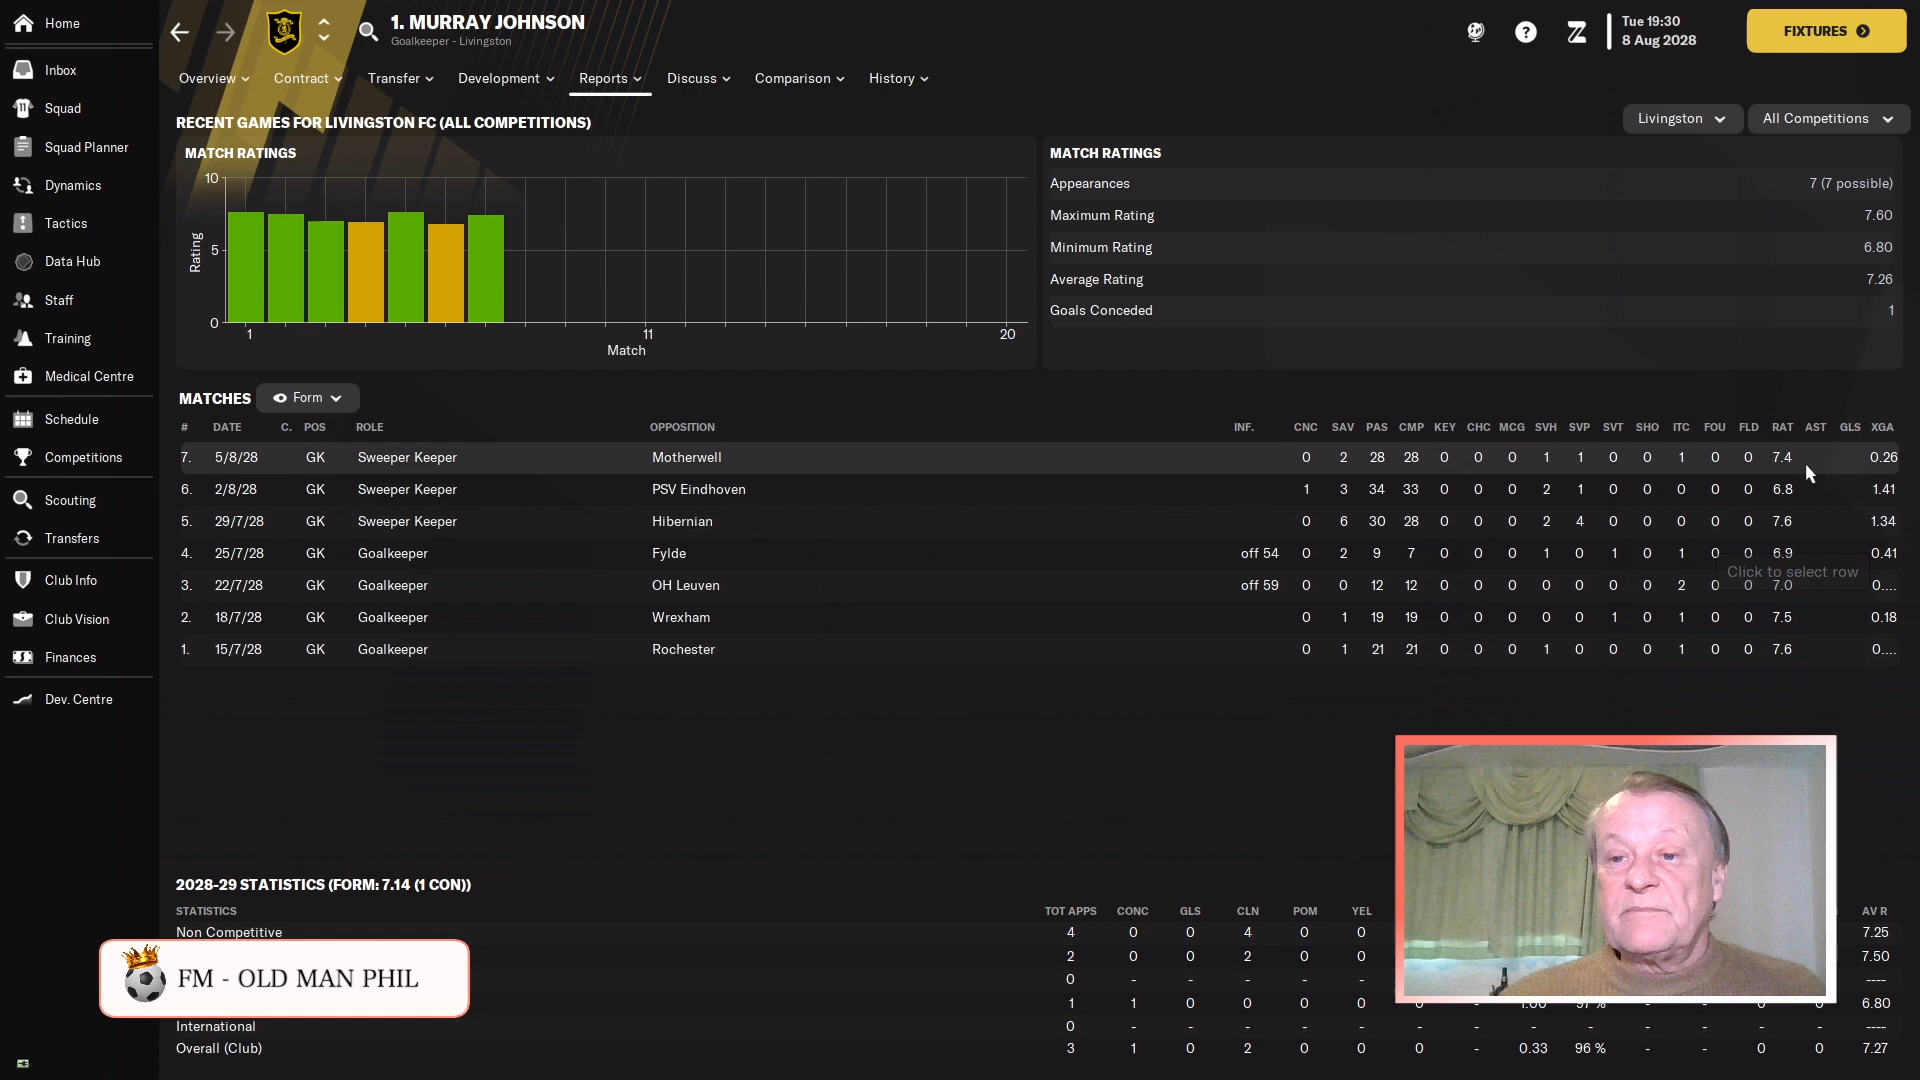 Home
1. MURRAY JOHNSON
Goalkeeper - Livingston
Tue 19:30
8 Aug 2028
FIXTURES
Inbox
Squad
Squad Planner
Dynamics
Tactics
Data Hub
Staff
Training
Medical Centre
Schedule
Competitions
Scouting
Transfers
Club Info
Club Vision
Finances
Dev. Centre
Overview Contract Transfer Development Reports Discuss Comparison History
RECENT GAMES FOR LIVINGSTON FC (ALL COMPETITIONS)
Livingston All Competitions
MATCH RATINGS
10
5
0
Rating
1 11 20
Match
MATCH RATINGS
Appearances 7 (7 possible)
Maximum Rating 7.60
Minimum Rating 6.80
Average Rating 7.26
Goals Conceded 1
MATCHES Form
# DATE C. POS ROLE OPPOSITION INF. CNC SAV PAS CMP KEY CHC MCG SVH SVP SVT SHO ITC FOU FLD RAT AST GLS XGA
7. 5/8/28 GK Sweeper Keeper Motherwell 0 2 28 28 0 0 0 1 1 0 0 1 0 0 7.4 0.26
6. 2/8/28 GK Sweeper Keeper PSV Eindhoven 1 3 34 33 0 0 0 2 1 0 0 0 0 0 6.8 1.41
5. 29/7/28 GK Sweeper Keeper Hibernian 0 6 30 28 0 0 0 2 4 0 0 0 0 0 7.6 1.34
4. 25/7/28 GK Goalkeeper Fylde off 54 0 2 9 7 0 0 0 1 0 1 0 1 0 0 6.9 0.41
Click to select row
3. 22/7/28 GK Goalkeeper OH Leuven off 59 0 0 12 12 0 0 0 0 0 0 0 2 0 0 7.0 0....
2. 18/7/28 GK Goalkeeper Wrexham 0 1 19 19 0 0 0 0 0 1 0 1 0 0 7.5 0.18
1. 15/7/28 GK Goalkeeper Rochester 0 1 21 21 0 0 0 1 0 0 0 1 0 0 7.6 0....
2028-29 STATISTICS (FORM: 7.14 (1 CON))
STATISTICS TOT APPS CONC GLS CLN POM YEL AV R
Non Competitive 4 0 0 4 0 0 7.25
2 0 0 2 0 0 7.50
0 - - - - - ----
1 1 0 0 0 0 0 - 1.00 97 % - - 0 0 6.80
International 0 - - - - - - - - - - - - - ----
Overall (Club) 3 1 0 2 0 0 0 - 0.33 96 % - - 0 0 7.27
FM - OLD MAN PHIL